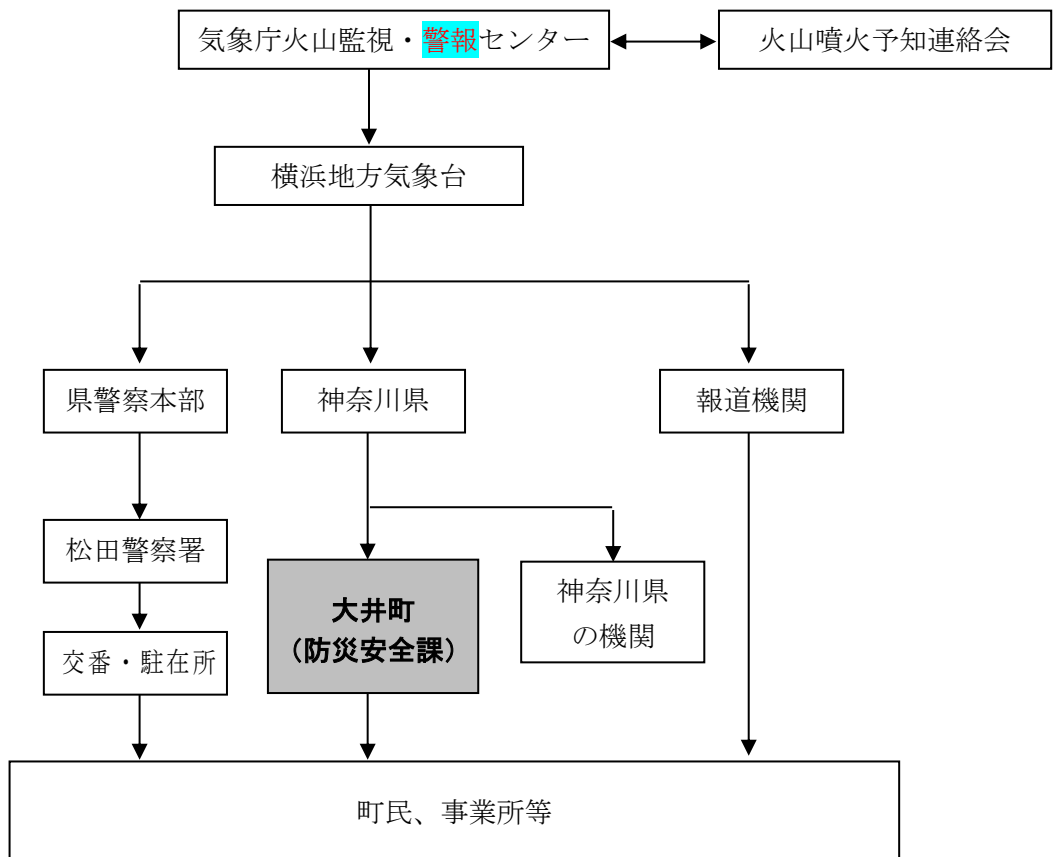 気象庁火山監視・警報センター
火山噴火予知連絡会
横浜地方気象台
県警察本部
神奈川県
報道機関
松田警察署
大井町
（防災安全課）
神奈川県
の機関
交番・駐在所
町民、事業所等